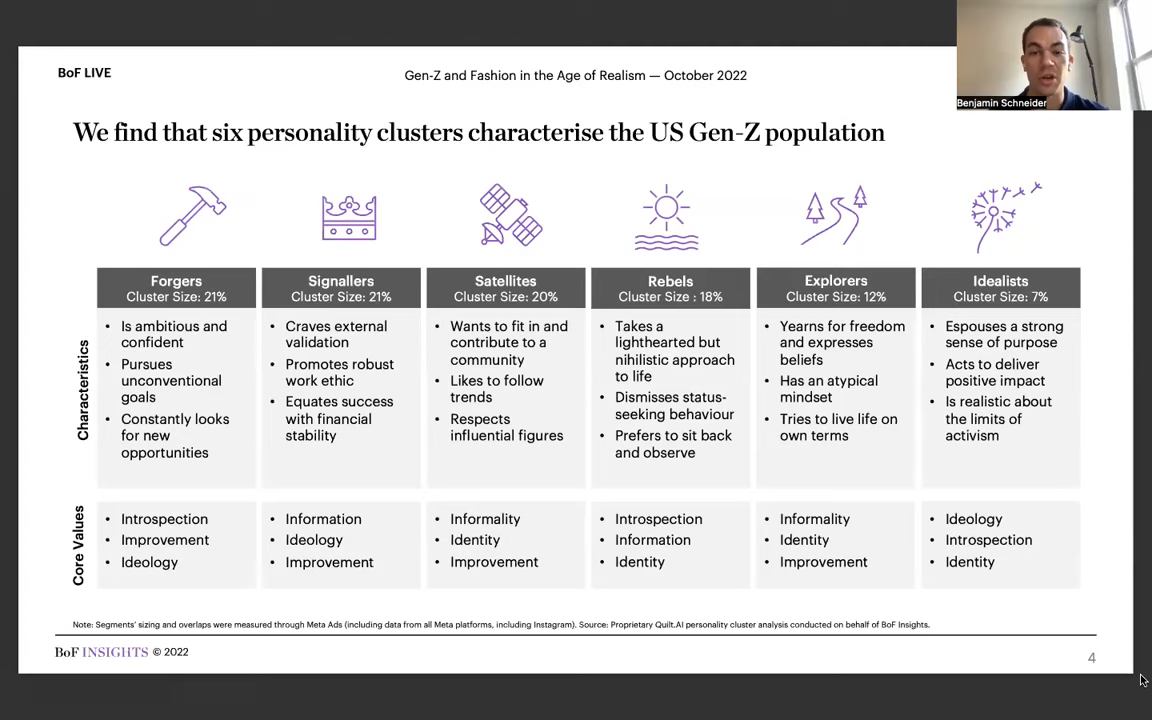 BoF LIVE
Gen-Z and Fashion in the Age of Realism — October 2022
Benjamin Schneider
We find that six personality clusters characterise the US Gen-Z population
Forgers
Cluster Size: 21%
Signallers
Cluster Size: 21%
Satellites
Cluster Size: 20%
Rebels
Cluster Size : 18%
Explorers
Cluster Size: 12%
Idealists
Cluster Size: 7%
Characteristics
• Is ambitious and
confident
• Pursues
unconventional
goals
• Constantly looks
for new
opportunities
• Craves external
validation
• Promotes robust
work ethic
• Equates success
with financial
stability
• Wants to fit in and
contribute to a
community
• Likes to follow
trends
• Respects
influential figures
• Takes a
lighthearted but
nihilistic approach
to life
• Dismisses status-
seeking behaviour
• Prefers to sit back
and observe
• Yearns for freedom
and expresses
beliefs
• Has an atypical
mindset
• Tries to live life on
own terms
• Espouses a strong
sense of purpose
• Acts to deliver
positive impact
• Is realistic about
the limits of
activism
Core Values
• Introspection
• Improvement
• Ideology
• Information
• Ideology
• Improvement
• Informality
• Identity
• Improvement
• Introspection
• Information
• Identity
• Informality
• Identity
• Improvement
• Ideology
• Introspection
• Identity
Note: Segments' sizing and overlaps were measured through Meta Ads (including data from all Meta platforms, including Instagram). Source: Proprietary Quilt.AI personality cluster analysis conducted on behalf of BoF Insights.
BoF INSIGHTS © 2022
4